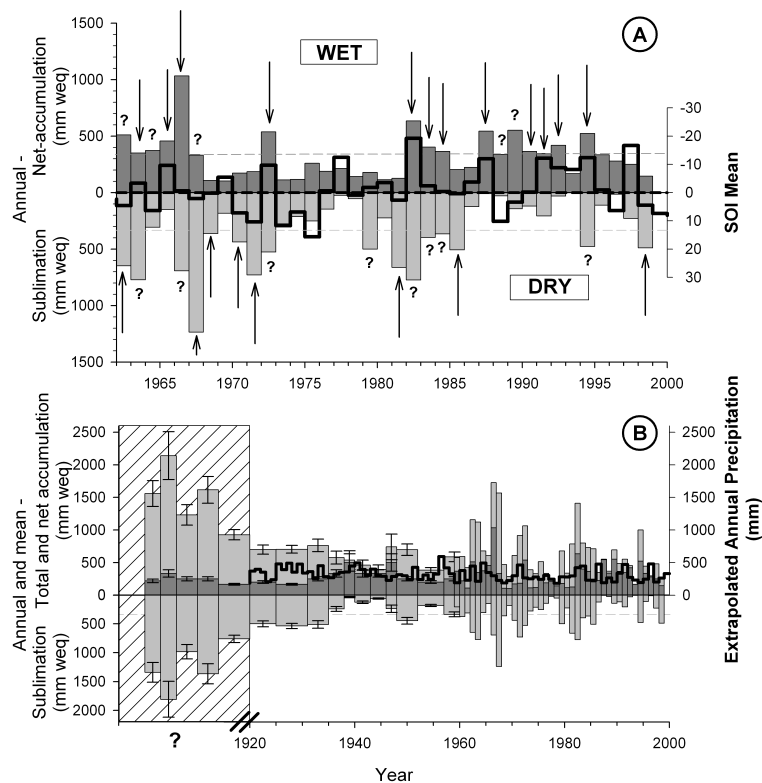 1500
1000
500
0
500
1000
1500
Annual -
Net-accumulation
(mm weq)
Sublimation
(mm weq)
WET
A
DRY
-30
-20
-10
0
10
20
30
SOI Mean
? ? ? ? ?
? ? ? ? ? ? ? ? ?
1965 1970 1975 1980 1985 1990 1995 2000
B
2500
2000
1500
1000
500
0
500
1000
1500
2000
Annual and mean -
Total and net accumulation
(mm weq)
Sublimation
(mm weq)
2500
2000
1500
1000
500
0
Extrapolated Annual Precipitation
(mm)
?
1920 1940 1960 1980 2000
Year